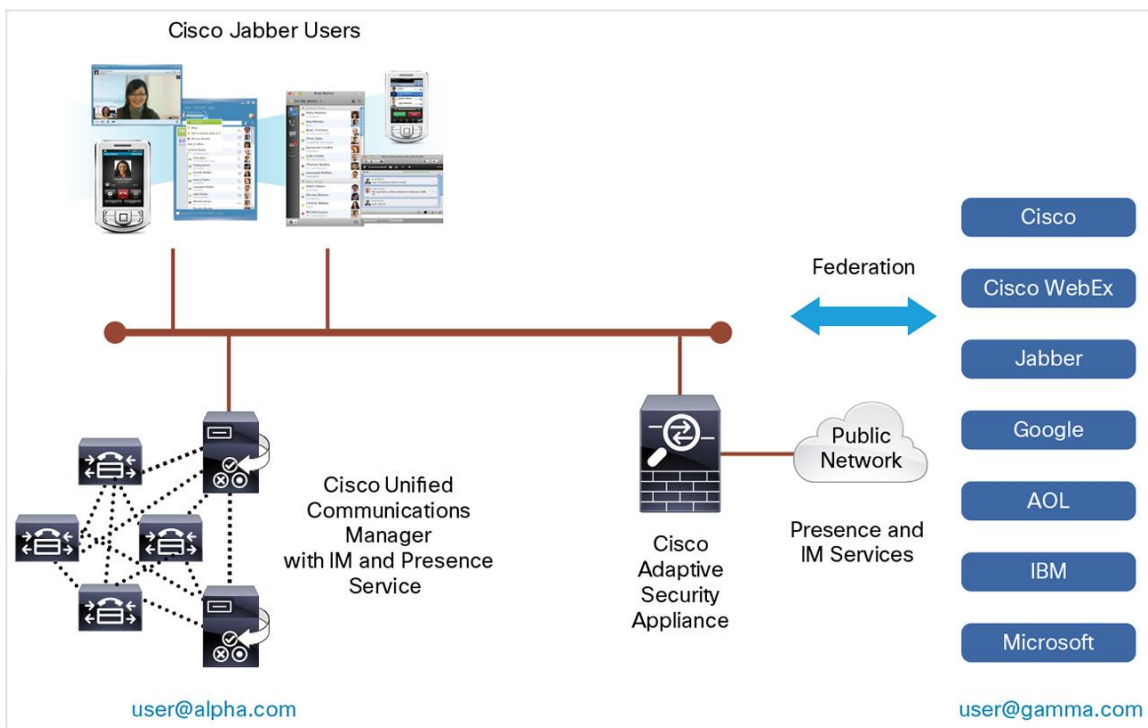 Cisco Jabber Users
Federation
Cisco
Cisco WebEx
Jabber
Google
AOL
IBM
Microsoft
Public
Network
Presence and
IM Services
Cisco
Adaptive
Security
Appliance
Cisco Unified
Communications
Manager
with IM and Presence
Service
user@alpha.com
user@gamma.com